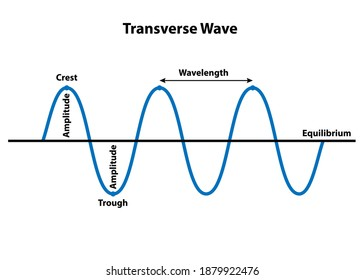 Transverse Wave
Crest
Wavelength
Amplitude
Equilibrium
Amplitude
Trough
shutterstock.com · 1879922476